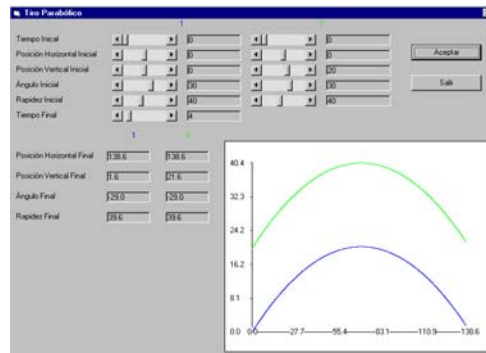 Tiro Parabólico
1 2
Tiempo Inicial 0 0
Posición Horizontal Inicial 0 0
Posición Vertical Inicial 0 20
Ángulo Inicial 30 30
Rapidez Inicial 40 40
Tiempo Final 4
Aceptar
Salir
1 2
Posición Horizontal Final 138.6 138.6
Posición Vertical Final 1.6 21.6
Ángulo Final -29.0 -29.0
Rapidez Final 39.6 39.6
40.4
32.3
24.2
16.2
8.1
0.0 0.0 27.7 55.4 83.1 110.9 138.6